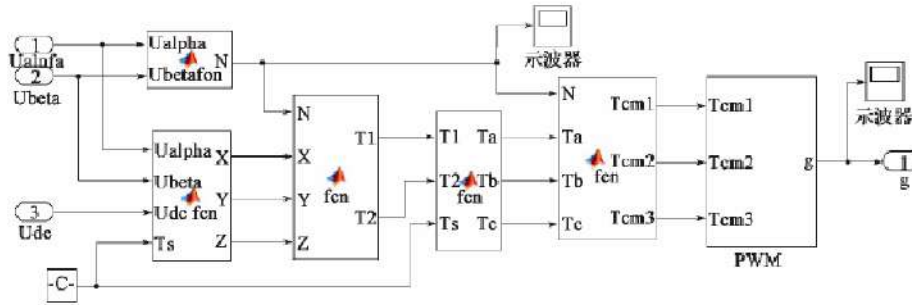 1
Ualnfa
2
Ubeta
3
Udc
-C-
Ualpha
Ubetafon
N
Ualpha
Ubeta
Udc fcn
Ts
X
Y
Z
N
X
Y
Z
fcn
T1
T2
T1
T2
Ts
fcn
Ta
Tb
Tc
示波器
N
Ta
Tb
Tc
fcn
Tcm1
Tcm2
Tcm3
Tcm1
Tcm2
Tcm3
g
PWM
示波器
1
g